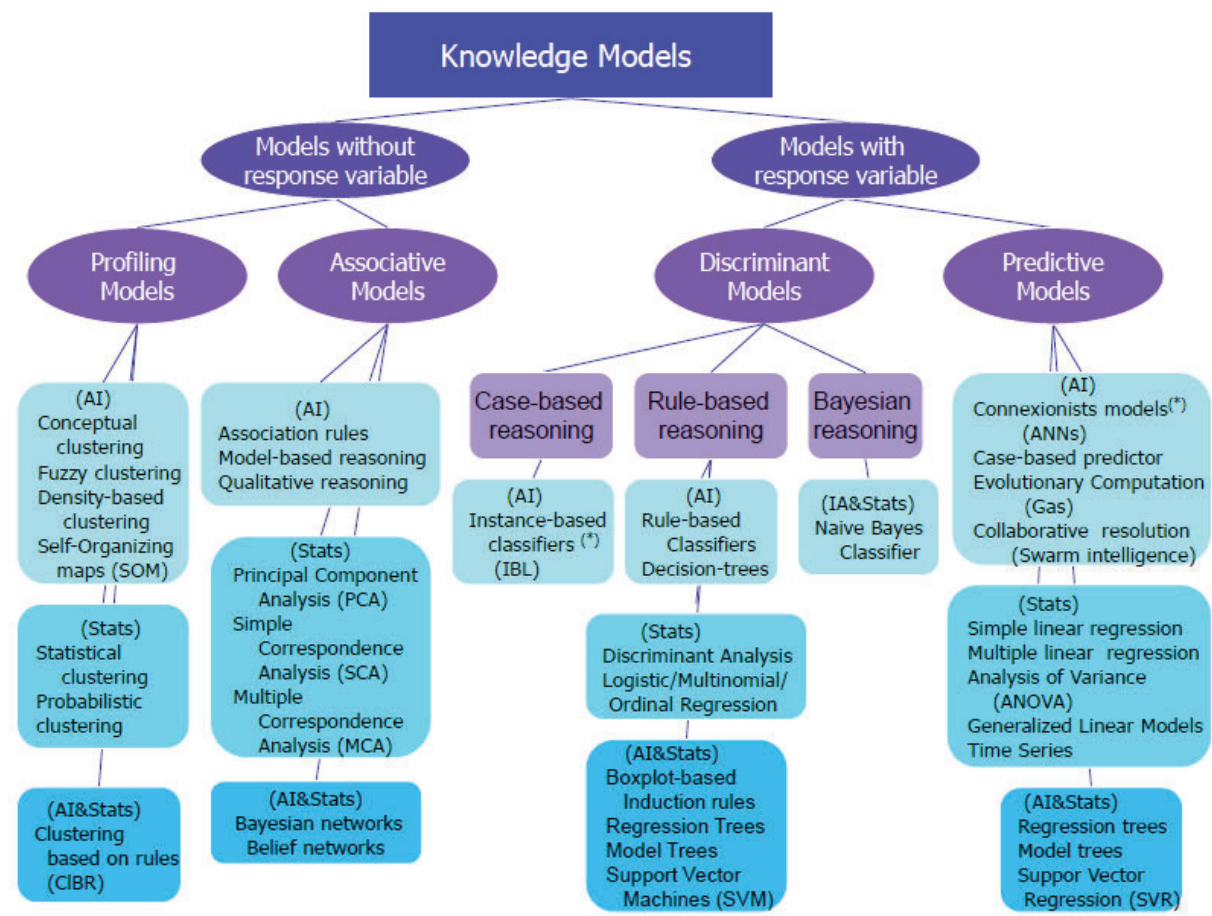 Knowledge Models
Models without
response variable
Models with
response variable
Profiling
Models
Associative
Models
Discriminant
Models
Predictive
Models
(AI)
Conceptual
clustering
Fuzzy clustering
Density-based
clustering
Self-Organizing
maps (SOM)
(Stats)
Statistical
clustering
Probabilistic
clustering
(AI&Stats)
Clustering
based on rules
(ClBR)
(AI)
Association rules
Model-based reasoning
Qualitative reasoning
(Stats)
Principal Component
Analysis (PCA)
Simple
Correspondence
Analysis (SCA)
Multiple
Correspondence
Analysis (MCA)
(AI&Stats)
Bayesian networks
Belief networks
Case-based
reasoning
(AI)
Instance-based
classifiers (*)
(IBL)
Rule-based
reasoning
(AI)
Rule-based
Classifiers
Decision-trees
(Stats)
Discriminant Analysis
Logistic/Multinomial/
Ordinal Regression
(AI&Stats)
Boxplot-based
Induction rules
Regression Trees
Model Trees
Support Vector
Machines (SVM)
Bayesian
reasoning
(IA&Stats)
Naive Bayes
Classifier
(AI)
Connexionists models(*)
(ANNs)
Case-based predictor
Evolutionary Computation
(Gas)
Collaborative resolution
(Swarm intelligence)
(Stats)
Simple linear regression
Multiple linear regression
Analysis of Variance
(ANOVA)
Generalized Linear Models
Time Series
(AI&Stats)
Regression trees
Model trees
Suppor Vector
Regression (SVR)